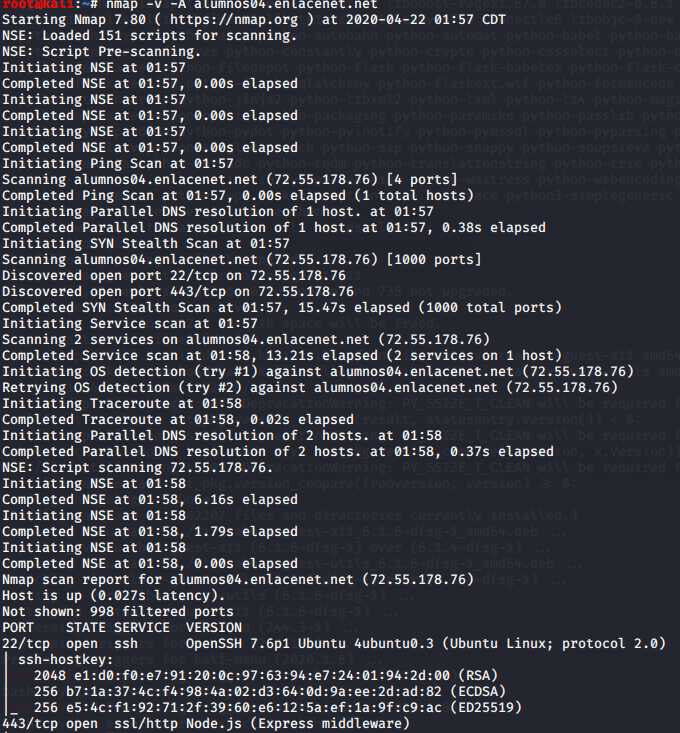 root@kali:~# nmap -v -A alumnos04.enlacenet.net
Starting Nmap 7.80 ( https://nmap.org ) at 2020-04-22 01:57 CDT
NSE: Loaded 151 scripts for scanning.
NSE: Script Pre-scanning.
Initiating NSE at 01:57
Completed NSE at 01:57, 0.00s elapsed
Initiating NSE at 01:57
Completed NSE at 01:57, 0.00s elapsed
Initiating NSE at 01:57
Completed NSE at 01:57, 0.00s elapsed
Initiating Ping Scan at 01:57
Scanning alumnos04.enlacenet.net (72.55.178.76) [4 ports]
Completed Ping Scan at 01:57, 0.00s elapsed (1 total hosts)
Initiating Parallel DNS resolution of 1 host. at 01:57
Completed Parallel DNS resolution of 1 host. at 01:57, 0.38s elapsed
Initiating SYN Stealth Scan at 01:57
Scanning alumnos04.enlacenet.net (72.55.178.76) [1000 ports]
Discovered open port 22/tcp on 72.55.178.76
Discovered open port 443/tcp on 72.55.178.76
Completed SYN Stealth Scan at 01:57, 15.47s elapsed (1000 total ports)
Initiating Service scan at 01:57
Scanning 2 services on alumnos04.enlacenet.net (72.55.178.76)
Completed Service scan at 01:58, 13.21s elapsed (2 services on 1 host)
Initiating OS detection (try #1) against alumnos04.enlacenet.net (72.55.178.76)
Retrying OS detection (try #2) against alumnos04.enlacenet.net (72.55.178.76)
Initiating Traceroute at 01:58
Completed Traceroute at 01:58, 0.02s elapsed
Initiating Parallel DNS resolution of 2 hosts. at 01:58
Completed Parallel DNS resolution of 2 hosts. at 01:58, 0.37s elapsed
NSE: Script scanning 72.55.178.76.
Initiating NSE at 01:58
Completed NSE at 01:58, 6.16s elapsed
Initiating NSE at 01:58
Completed NSE at 01:58, 1.79s elapsed
Initiating NSE at 01:58
Completed NSE at 01:58, 0.00s elapsed
Nmap scan report for alumnos04.enlacenet.net (72.55.178.76)
Host is up (0.027s latency).
Not shown: 998 filtered ports
PORT    STATE SERVICE  VERSION
22/tcp  open  ssh      OpenSSH 7.6p1 Ubuntu 4ubuntu0.3 (Ubuntu Linux; protocol 2.0)
| ssh-hostkey:
|   2048 e1:d0:f0:e7:91:20:0c:97:63:94:e7:24:01:94:2d:00 (RSA)
|   256 b7:1a:37:4c:f4:98:4a:02:d3:64:0d:9a:ee:2d:ad:82 (ECDSA)
|_  256 e5:4c:f1:92:71:2f:39:60:e6:12:5a:ef:1a:9f:c9:ac (ED25519)
443/tcp open  ssl/http Node.js (Express middleware)